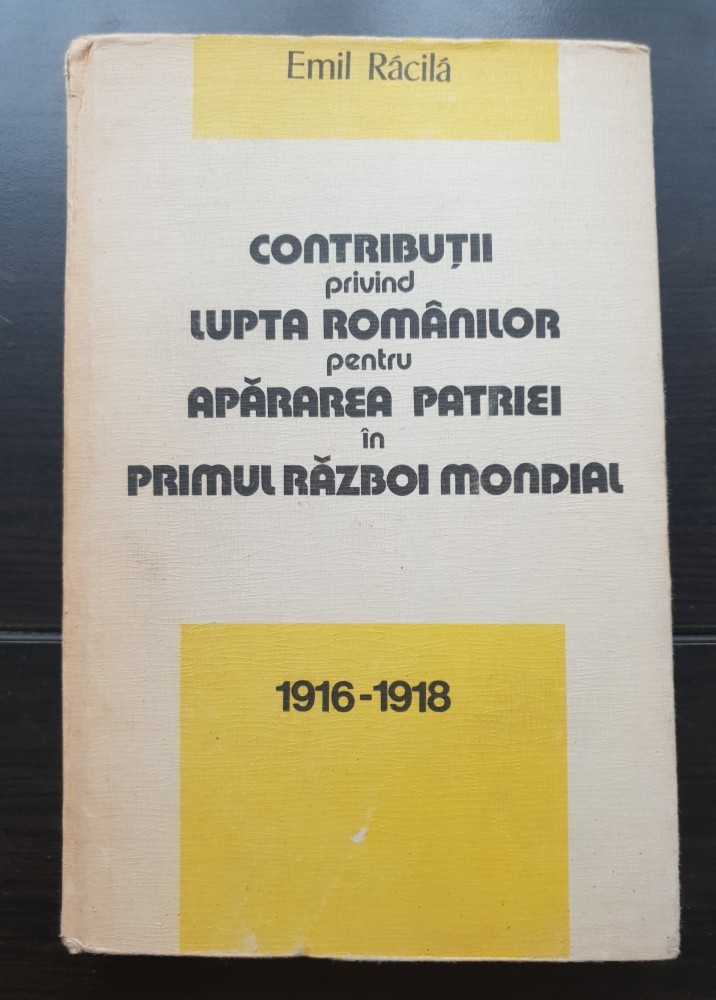 Emil Răcilă
CONTRIBUȚII
privind
LUPTA ROMÂNILOR
pentru
APĂRAREA PATRIEI
în
PRIMUL RĂZBOI MONDIAL
1916-1918